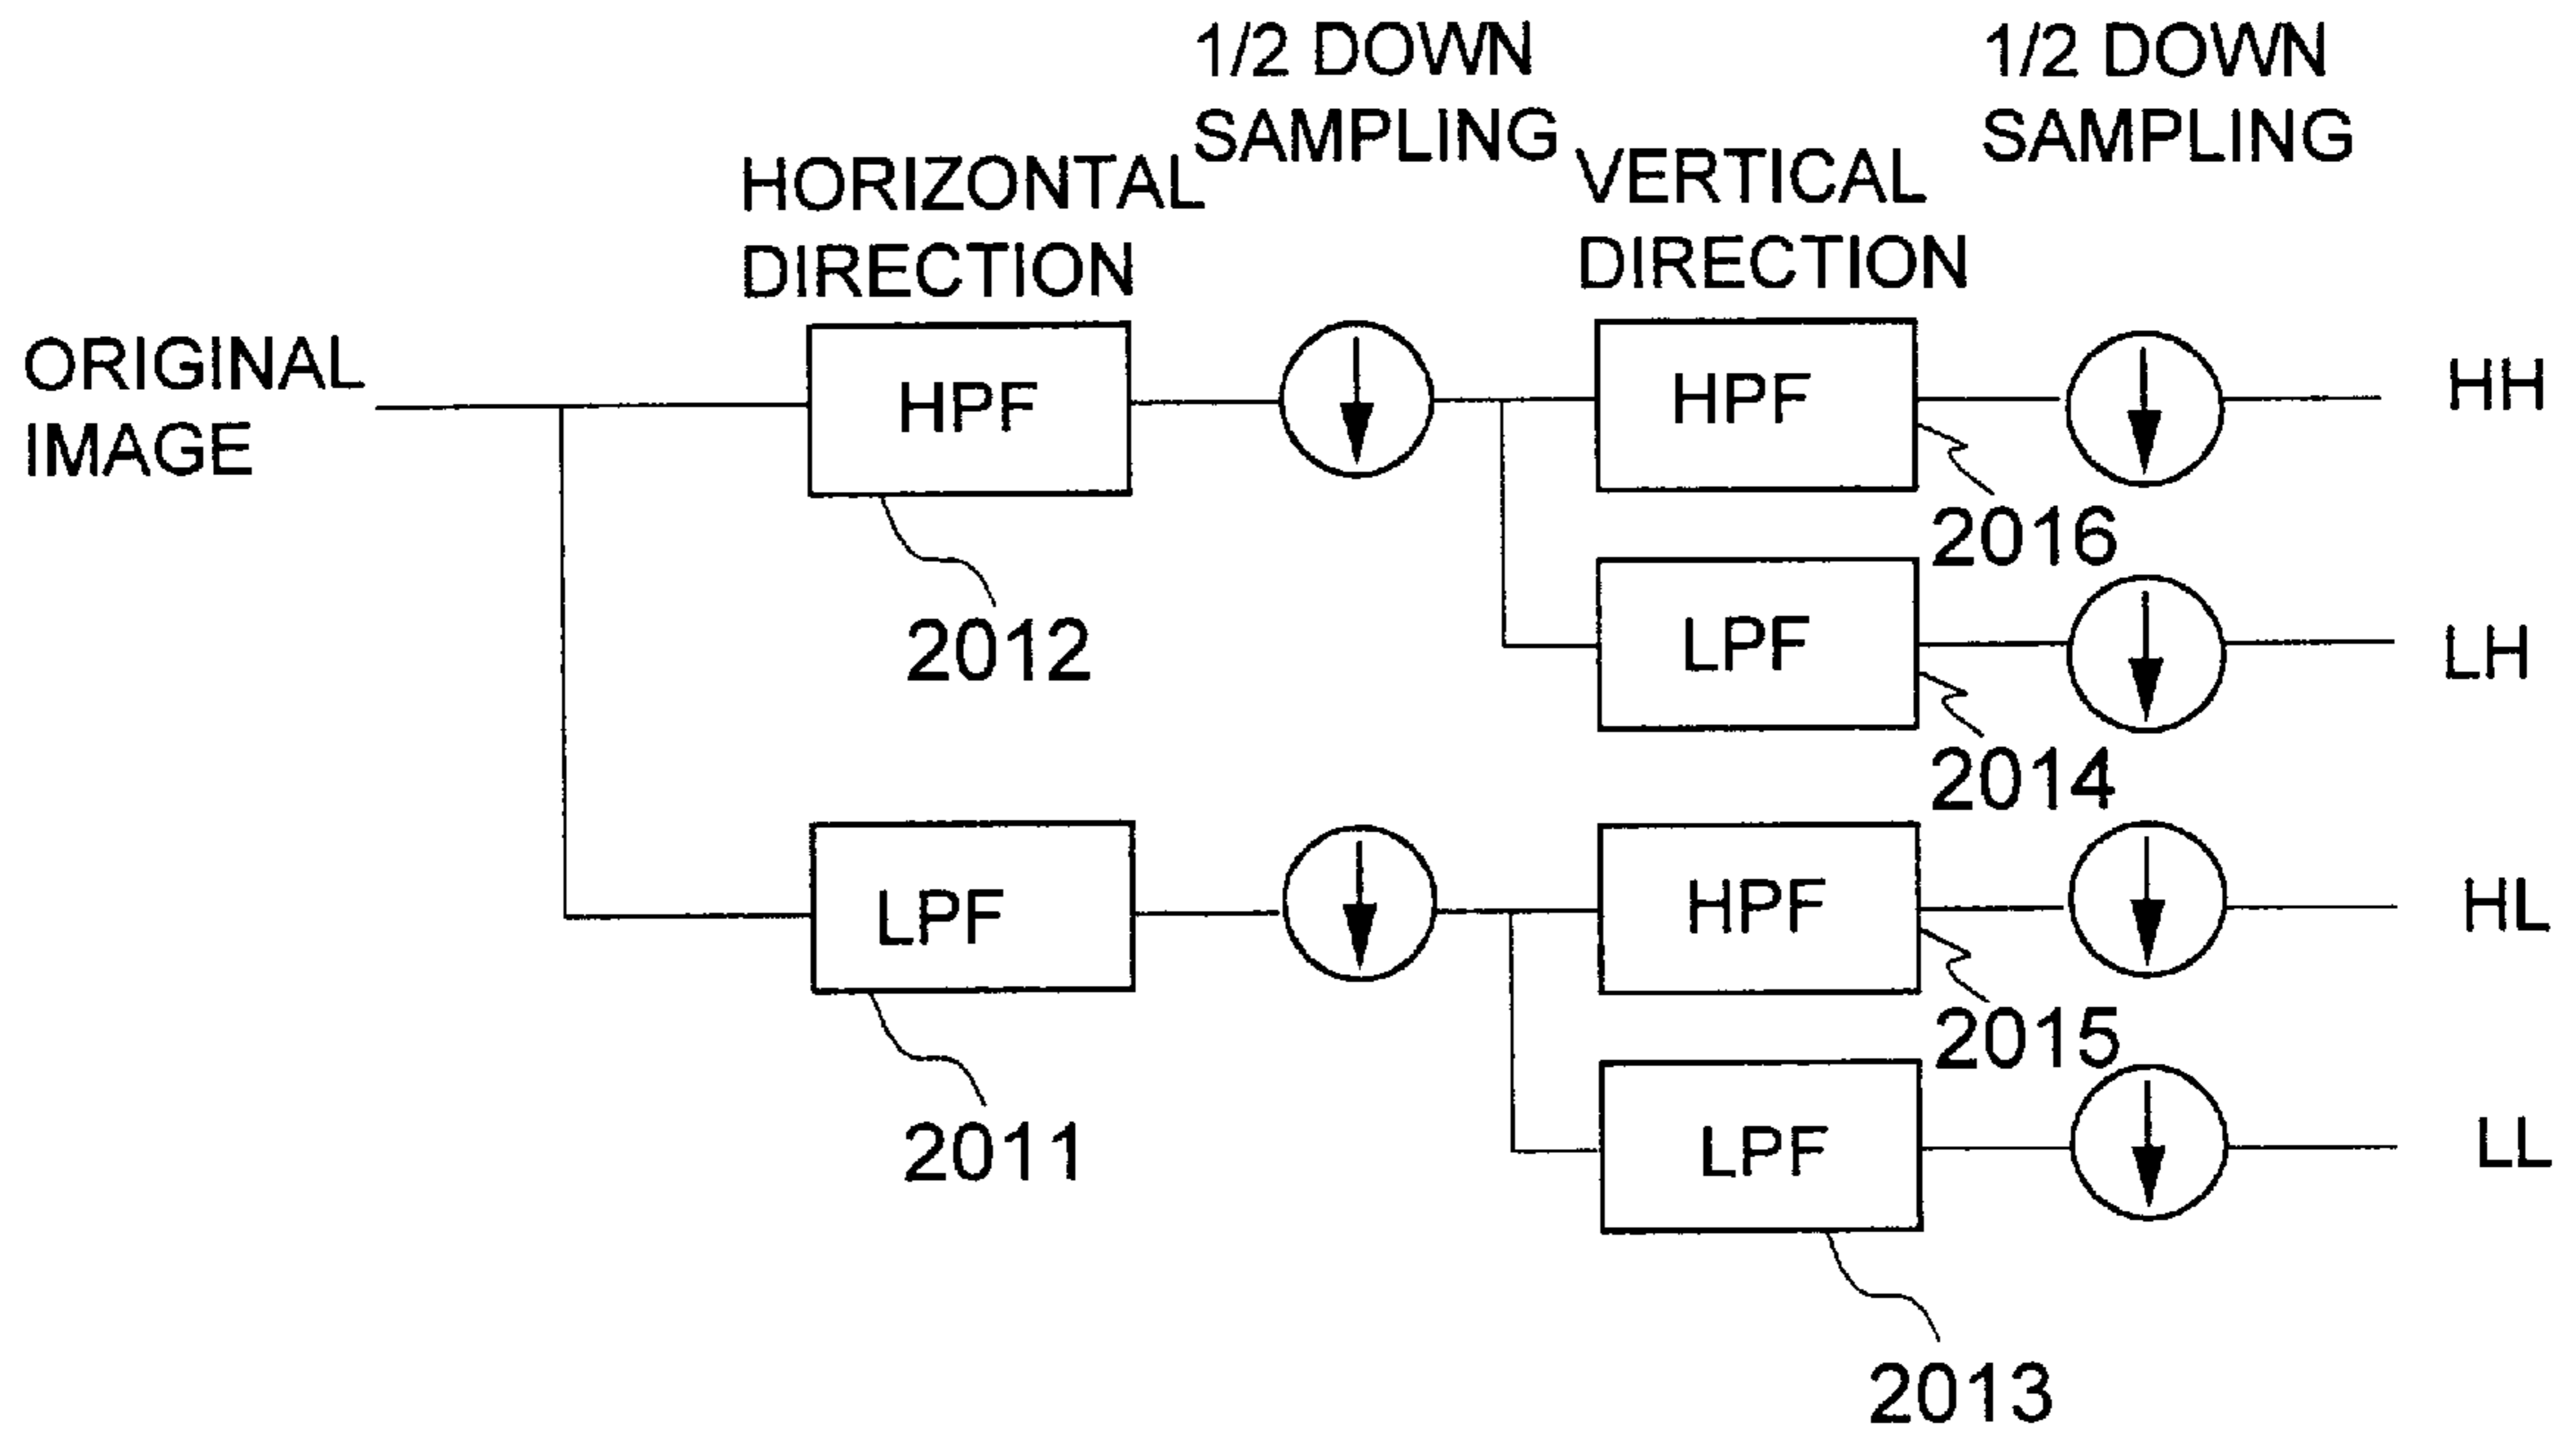 1/2 DOWN
SAMPLING
1/2 DOWN
SAMPLING
HORIZONTAL
DIRECTION
VERTICAL
DIRECTION
ORIGINAL
IMAGE
HPF
HPF
HH
2016
2012
LPF
LH
2014
LPF
HPF
HL
2015
2011
LPF
LL
2013